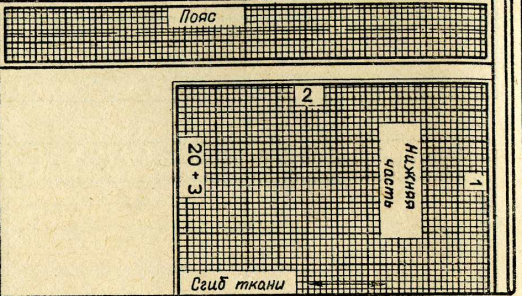 Пояс
2
20+3
Нижняя
часть
1
Сгиб ткани